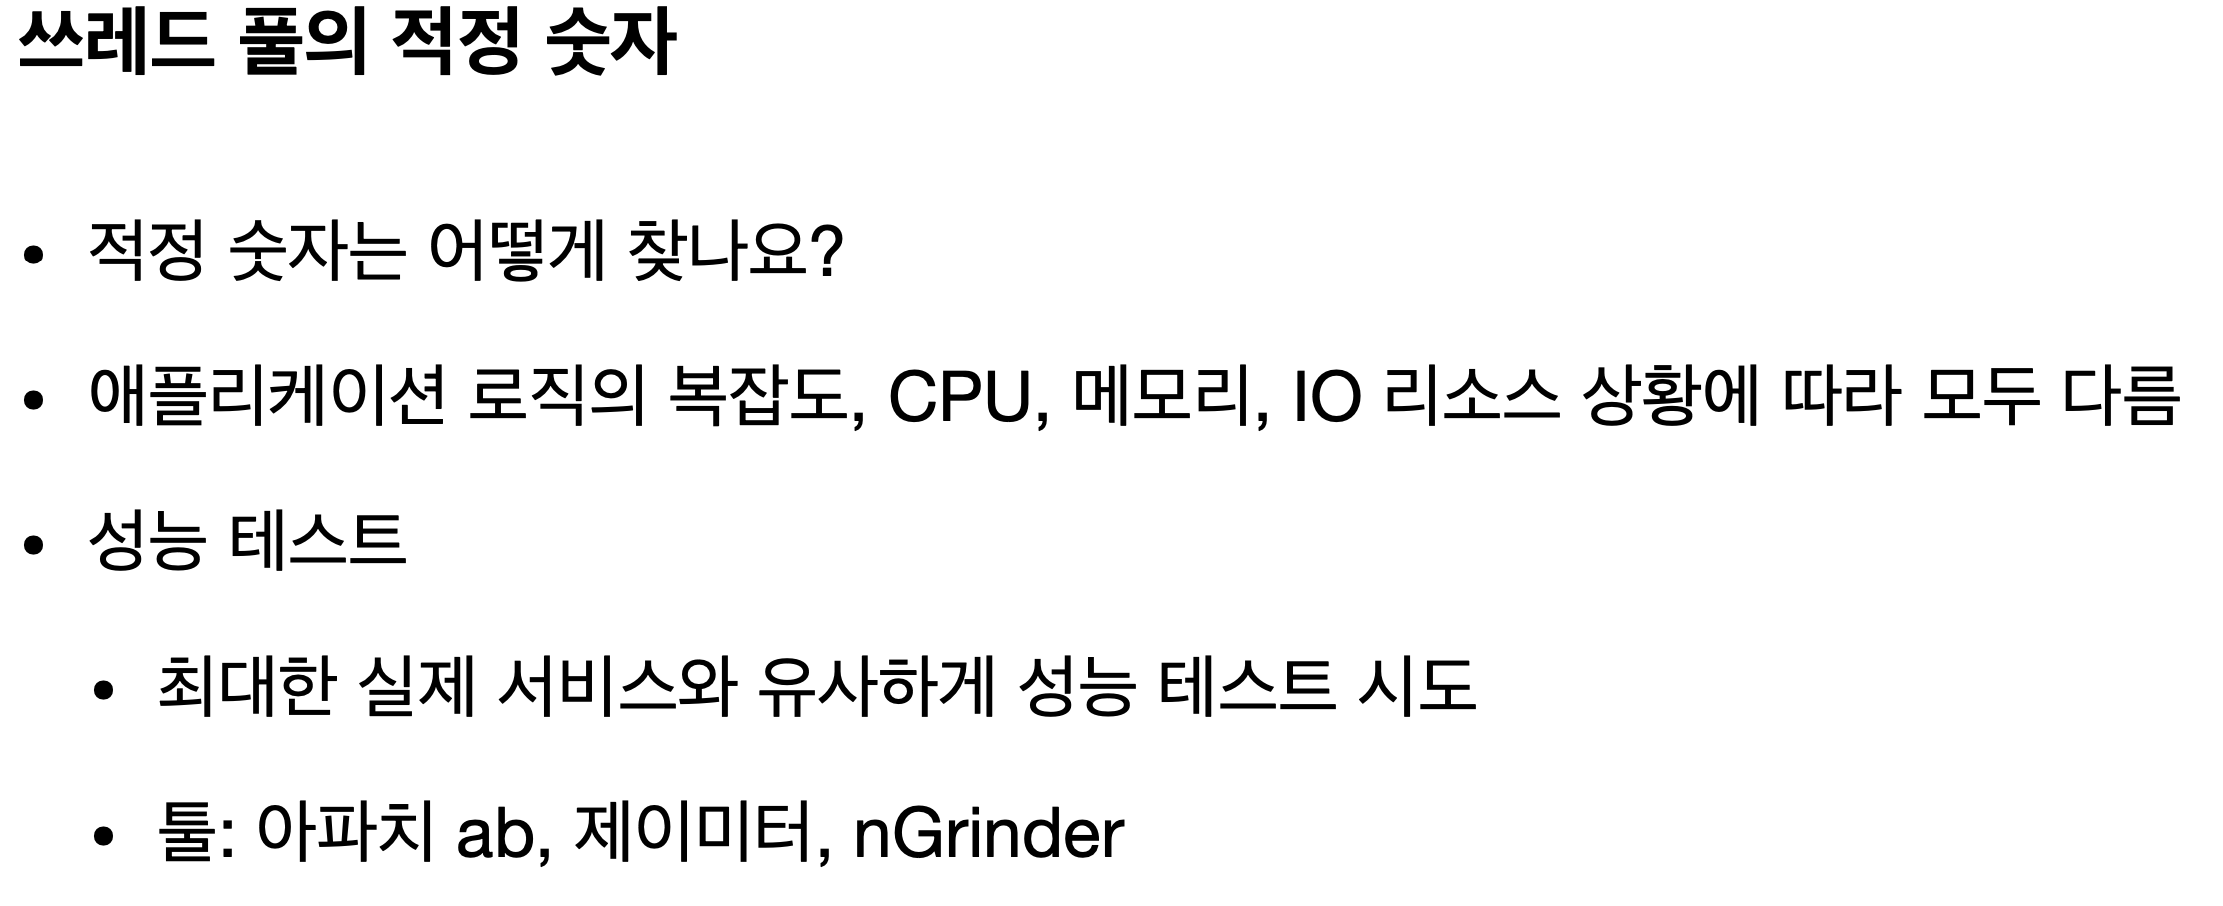 쓰레드 풀의 적정 숫자
• 적정 숫자는 어떻게 찾나요?
• 애플리케이션 로직의 복잡도, CPU, 메모리, IO 리소스 상황에 따라 모두 다름
• 성능 테스트
• 최대한 실제 서비스와 유사하게 성능 테스트 시도
• 툴: 아파치 ab, 제이미터, nGrinder